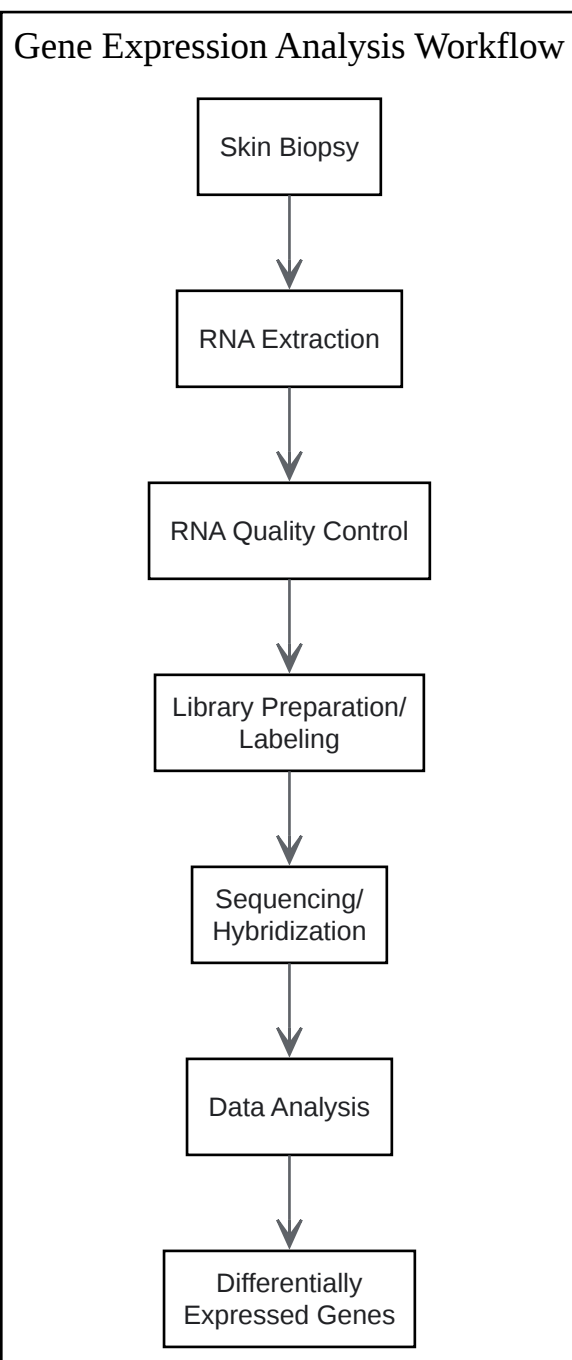 Gene Expression Analysis Workflow
Skin Biopsy
RNA Extraction
RNA Quality Control
Library Preparation/
Labeling
Sequencing/
Hybridization
Data Analysis
Differentially
Expressed Genes